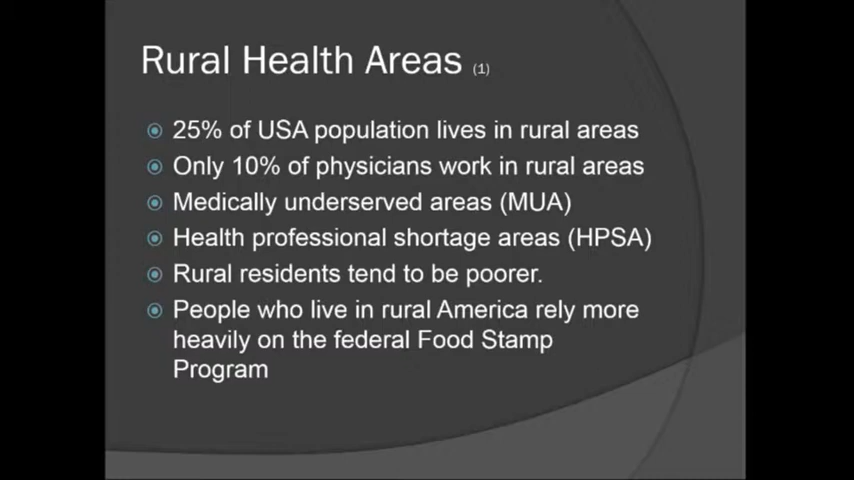 Rural Health Areas (1)
25% of USA population lives in rural areas
Only 10% of physicians work in rural areas
Medically underserved areas (MUA)
Health professional shortage areas (HPSA)
Rural residents tend to be poorer.
People who live in rural America rely more
heavily on the federal Food Stamp
Program